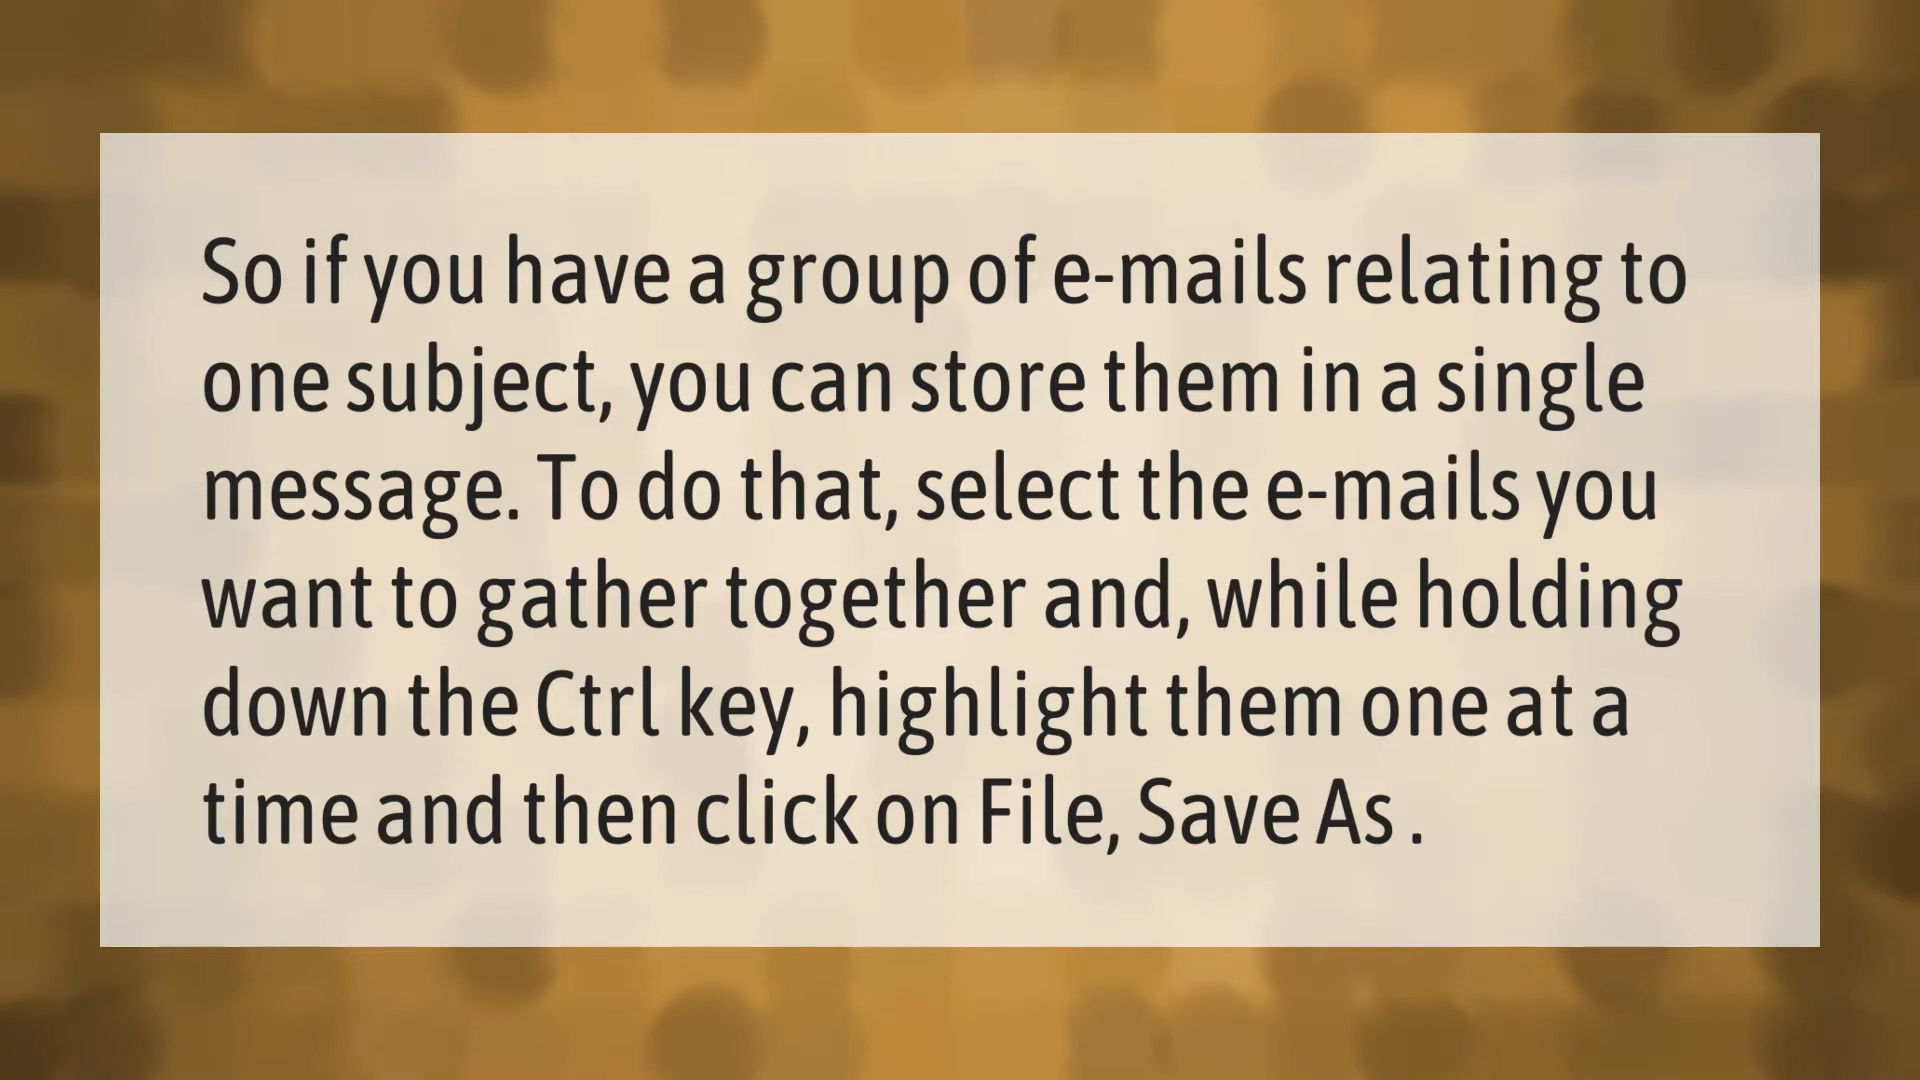 So if you have a group of e-mails relating to
one subject, you can store them in a single
message. To do that, select the e-mails you
want to gather together and, while holding
down the Ctrl key, highlight them one at a
time and then click on File, Save As .